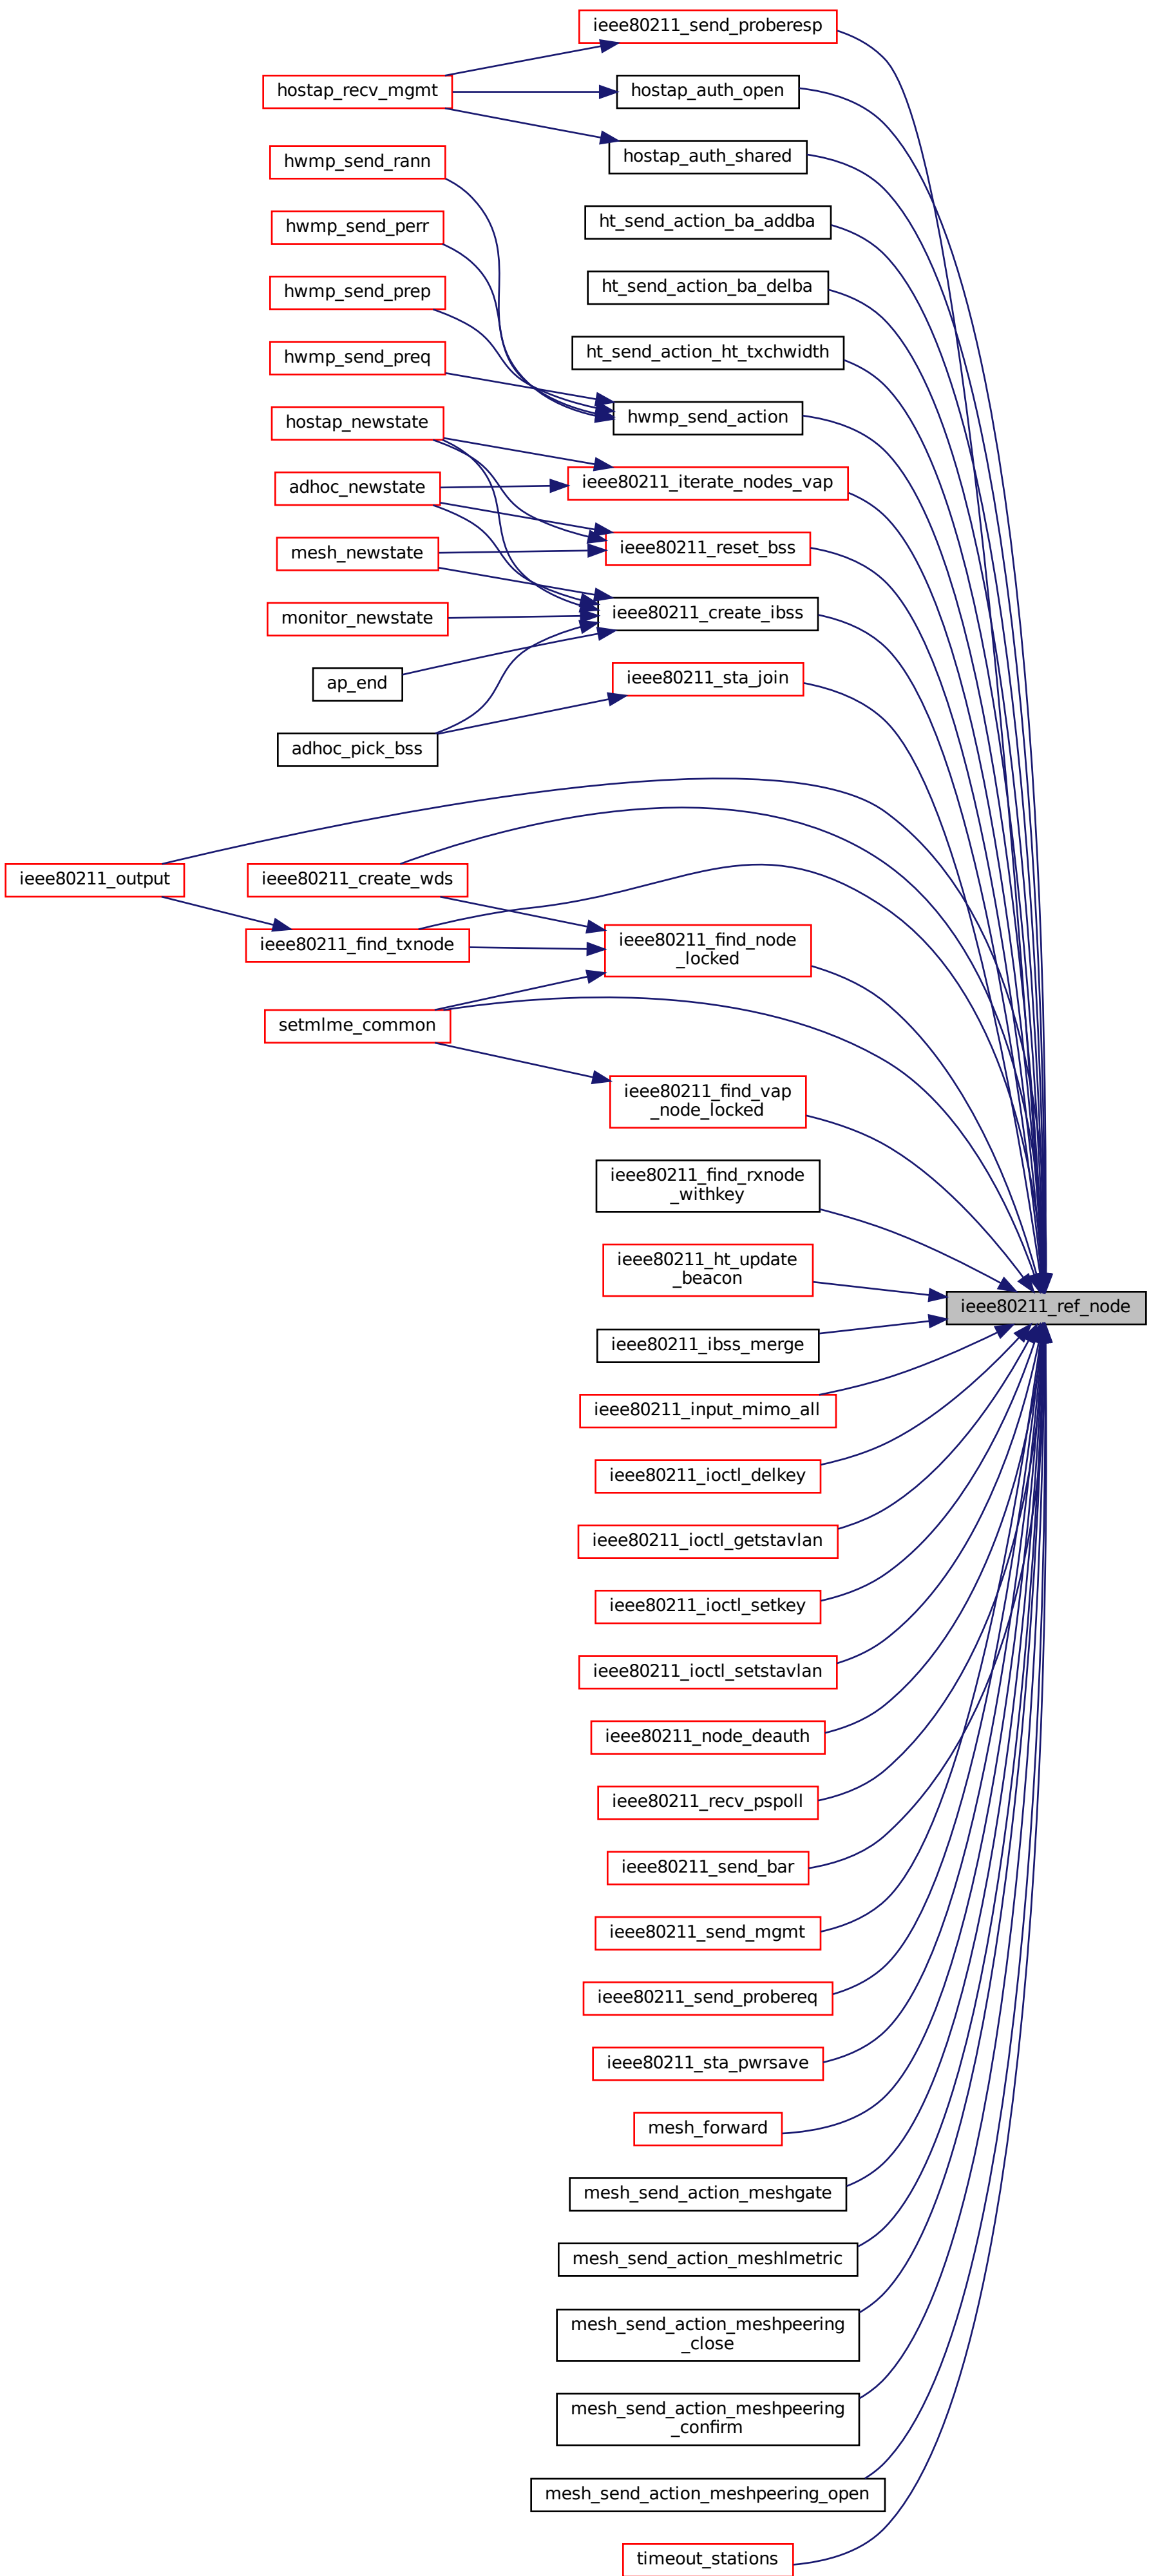 ieee80211_send_proberesp
hostap_recv_mgmt
hostap_auth_open
hostap_auth_shared
hwmp_send_rann
ht_send_action_ba_addba
hwmp_send_perr
ht_send_action_ba_delba
hwmp_send_prep
ht_send_action_ht_txchwidth
hwmp_send_preq
hwmp_send_action
hostap_newstate
ieee80211_iterate_nodes_vap
adhoc_newstate
ieee80211_reset_bss
mesh_newstate
ieee80211_create_ibss
monitor_newstate
ieee80211_sta_join
ap_end
adhoc_pick_bss
ieee80211_output
ieee80211_create_wds
ieee80211_find_txnode
ieee80211_find_node
_locked
setmlme_common
ieee80211_find_vap
_node_locked
ieee80211_find_rxnode
_withkey
ieee80211_ht_update
_beacon
ieee80211_ref_node
ieee80211_ibss_merge
ieee80211_input_mimo_all
ieee80211_ioctl_delkey
ieee80211_ioctl_getstavlan
ieee80211_ioctl_setkey
ieee80211_ioctl_setstavlan
ieee80211_node_deauth
ieee80211_recv_pspoll
ieee80211_send_bar
ieee80211_send_mgmt
ieee80211_send_probereq
ieee80211_sta_pwrsave
mesh_forward
mesh_send_action_meshgate
mesh_send_action_meshlmetric
mesh_send_action_meshpeering
_close
mesh_send_action_meshpeering
_confirm
mesh_send_action_meshpeering_open
timeout_stations